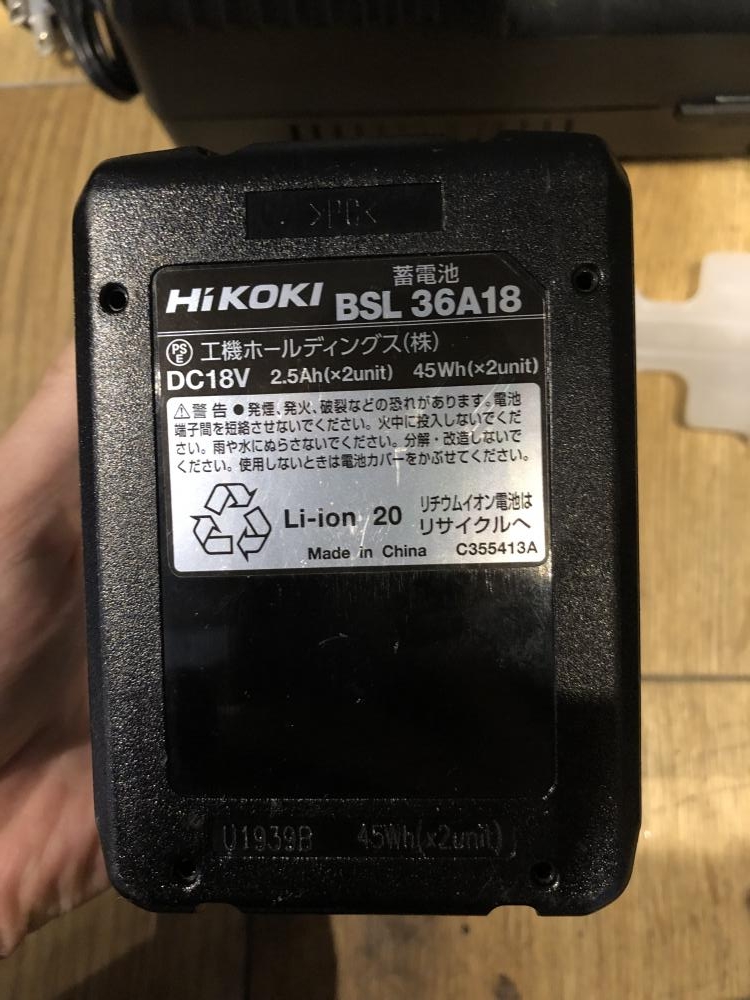 >PC<
HiKOKI
蓄電池
BSL 36A18
PSE 工機ホールディングス(株)
DC18V 2.5Ah(×2unit) 45Wh(×2unit)
⚠警告 ●発煙、発火、破裂などの恐れがあります。電池
端子間を短絡させないでください。火中に投入しないでくだ
さい。雨や水にぬらさないでください。分解・改造しないで
ください。使用しないときは電池カバーをかぶせてください。
Li-ion 20
リチウムイオン電池は
リサイクルへ
Made in China C355413A
U1939B 45Wh(×2unit)